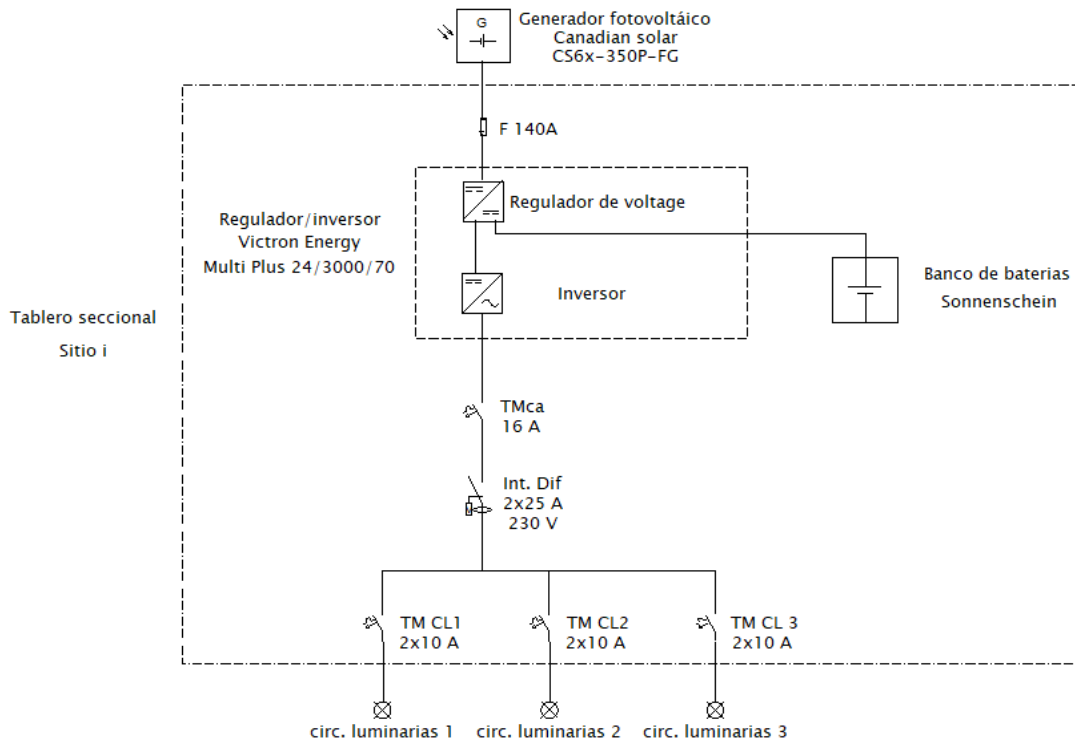 G
Generador fotovoltáico
Canadian solar
CS6x-350P-FG
F 140A
Regulador de voltage
Regulador/inversor
Victron Energy
Multi Plus 24/3000/70
Inversor
Banco de baterias
Sonnenschein
Tablero seccional
Sitio i
TMca
16 A
Int. Dif
2x25 A
230 V
TM CL1
2x10 A
TM CL2
2x10 A
TM CL 3
2x10 A
circ. luminarias 1
circ. luminarias 2
circ. luminarias 3